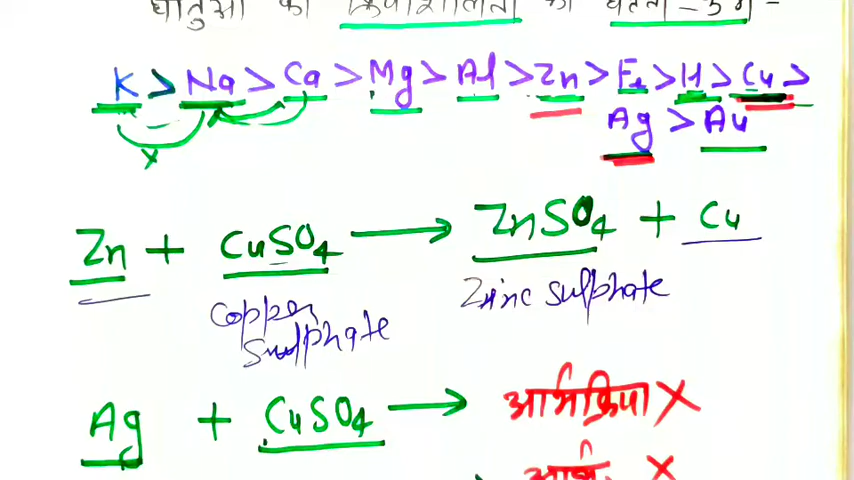 K > Na > Ca > Mg > Al > Zn > Fe > H > Cu >
Ag > Au
Zn + CuSO4 → ZnSO4 + Cu
Copper Zinc sulphate
Sulphate
Ag + CuSO4 → अभिक्रिया ×